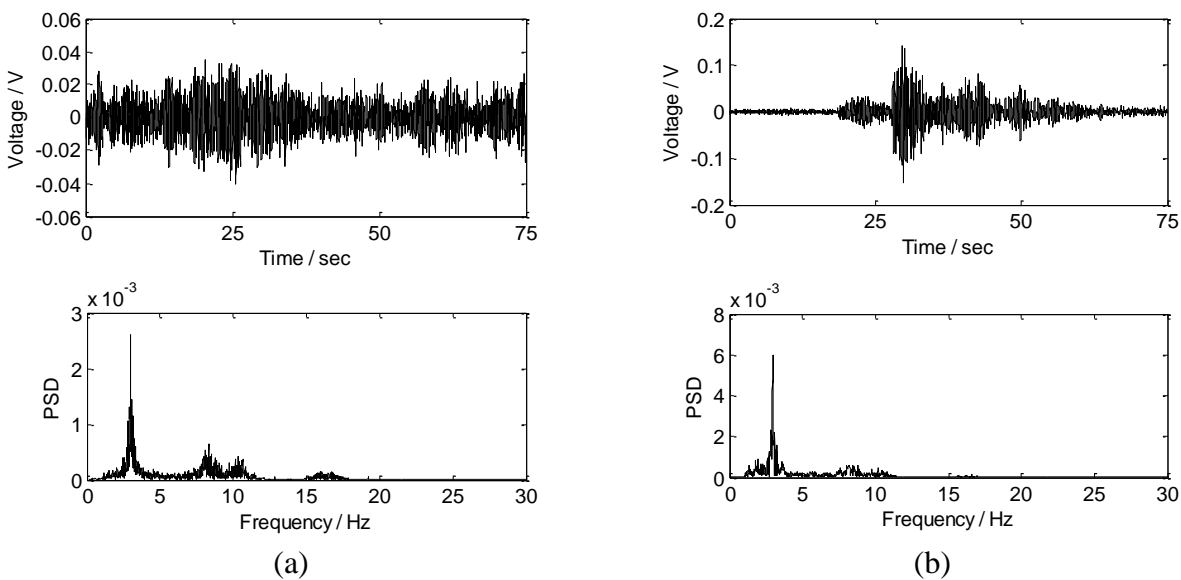 0.06
0.04
0.02
0
-0.02
-0.04
-0.06
Voltage / V
0 25 50 75
Time / sec
x 10-3
3
2
1
0
PSD
0 5 10 15 20 25 30
Frequency / Hz
(a)
0.2
0.1
0
-0.1
-0.2
Voltage / V
0 25 50 75
Time / sec
x 10-3
8
6
4
2
0
PSD
0 5 10 15 20 25 30
Frequency / Hz
(b)